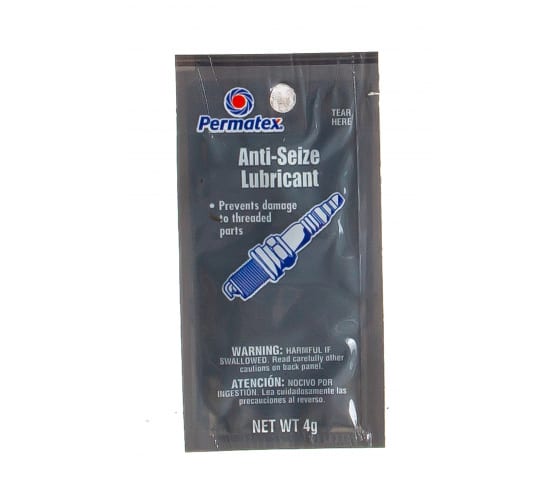 TEAR
HERE
Permatex
Anti-Seize
Lubricant
• Prevents damage
to threaded
parts
WARNING: HARMFUL IF
SWALLOWED. Read carefully other
cautions on back panel.
ATENCIÓN: NOCIVO POR
INGESTIÓN. Lea cuidadosamente las
precauciones al reverso.
NET WT 4g